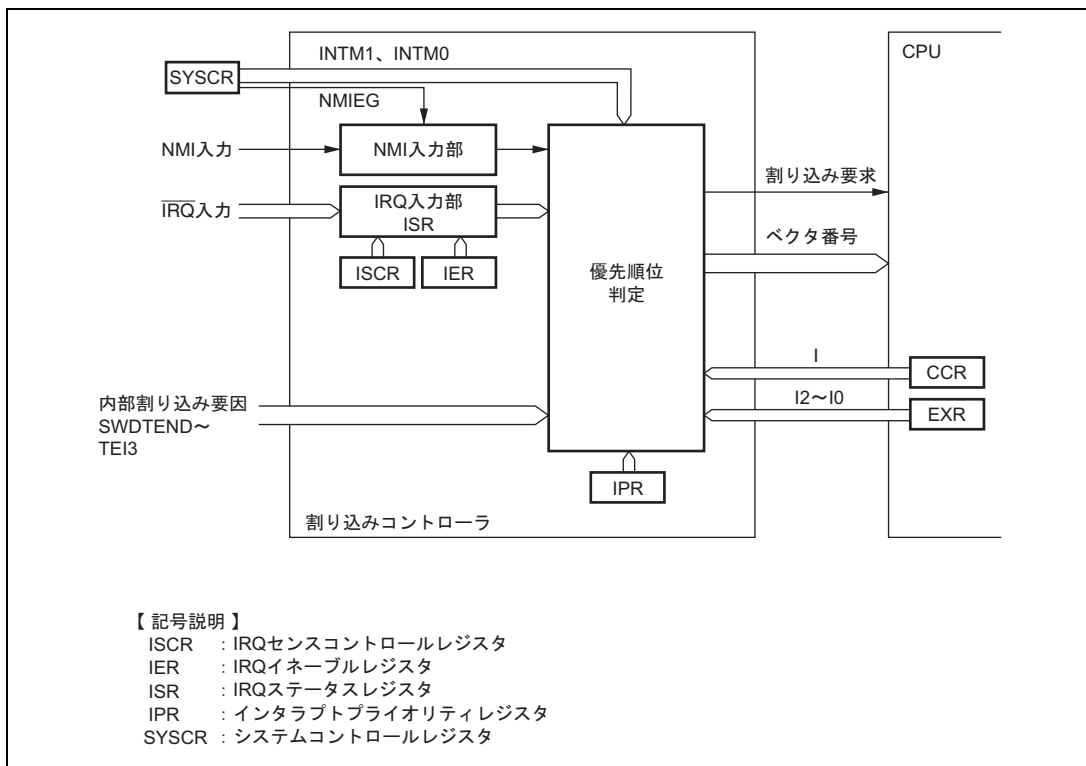 INTM1、INTM0
CPU
SYSCR
NMIEG
NMI入力
NMI入力部
割り込み要求
IRQ入力
IRQ入力部
ISR
ベクタ番号
ISCR
IER
優先順位
判定
I
CCR
I2～I0
EXR
内部割り込み要因
SWDTEND～
TEI3
IPR
割り込みコントローラ
【 記号説明 】
ISCR : IRQセンスコントロールレジスタ
IER : IRQイネーブルレジスタ
ISR : IRQステータスレジスタ
IPR : インタラプトプライオリティレジスタ
SYSCR : システムコントロールレジスタ